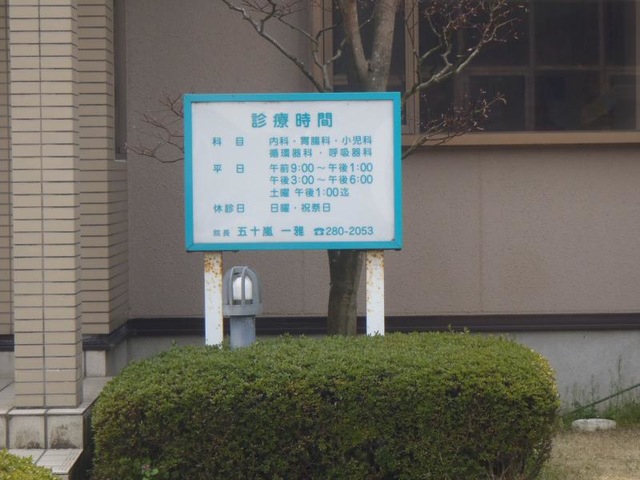 診療時間
科目 内科・胃腸科・小児科
循環器科・呼吸器科
平日 午前9:00～午後1:00
午後3:00～午後6:00
土曜 午後1:00迄
休診日 日曜・祝祭日
院長 五十嵐 一雅 ☎280-2053